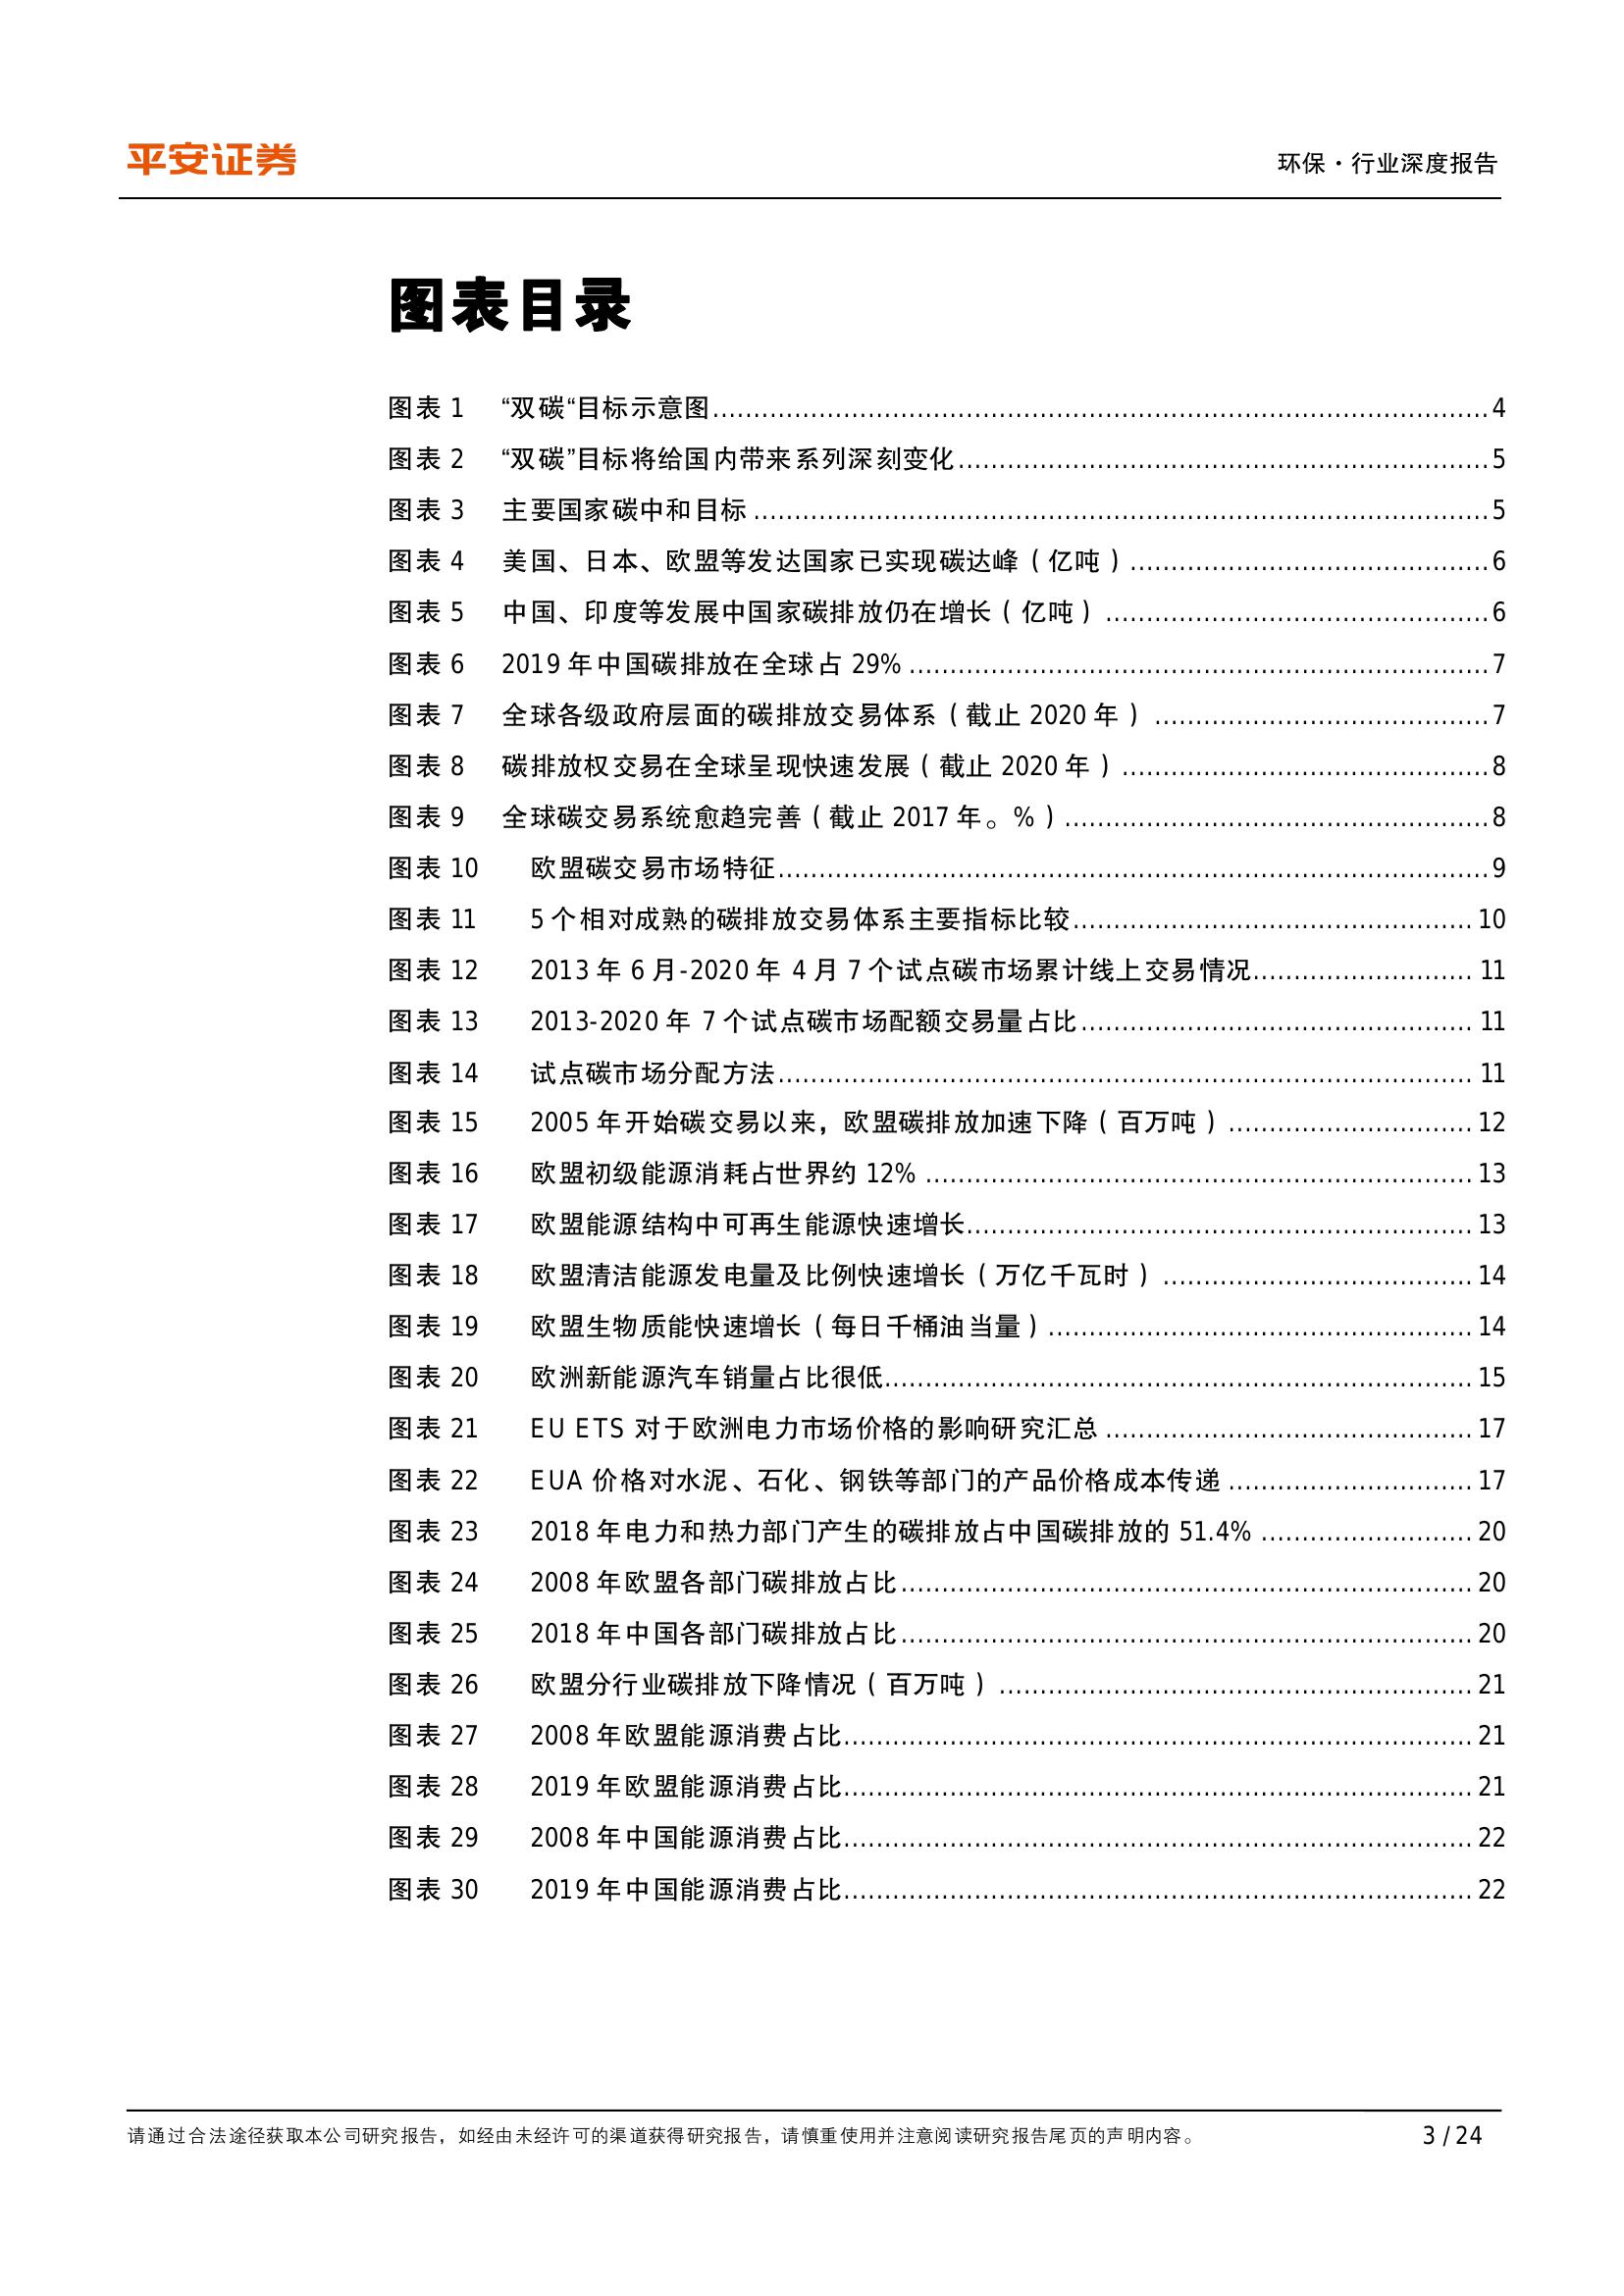 平安证券
环保·行业深度报告
图表目录
图表 1 “双碳“目标示意图 4
图表 2 “双碳”目标将给国内带来系列深刻变化 5
图表 3 主要国家碳中和目标 5
图表 4 美国、日本、欧盟等发达国家已实现碳达峰（亿吨） 6
图表 5 中国、印度等发展中国家碳排放仍在增长（亿吨） 6
图表 6 2019 年中国碳排放在全球占 29% 7
图表 7 全球各级政府层面的碳排放交易体系（截止 2020 年） 7
图表 8 碳排放权交易在全球呈现快速发展（截止 2020 年） 8
图表 9 全球碳交易系统愈趋完善（截止 2017 年。%） 8
图表 10 欧盟碳交易市场特征 9
图表 11 5 个相对成熟的碳排放交易体系主要指标比较 10
图表 12 2013 年 6 月-2020 年 4 月 7 个试点碳市场累计线上交易情况 11
图表 13 2013-2020 年 7 个试点碳市场配额交易量占比 11
图表 14 试点碳市场分配方法 11
图表 15 2005 年开始碳交易以来，欧盟碳排放加速下降（百万吨） 12
图表 16 欧盟初级能源消耗占世界约 12% 13
图表 17 欧盟能源结构中可再生能源快速增长 13
图表 18 欧盟清洁能源发电量及比例快速增长（万亿千瓦时） 14
图表 19 欧盟生物质能快速增长（每日千桶油当量） 14
图表 20 欧洲新能源汽车销量占比很低 15
图表 21 EU ETS 对于欧洲电力市场价格的影响研究汇总 17
图表 22 EUA 价格对水泥、石化、钢铁等部门的产品价格成本传递 17
图表 23 2018 年电力和热力部门产生的碳排放占中国碳排放的 51.4% 20
图表 24 2008 年欧盟各部门碳排放占比 20
图表 25 2018 年中国各部门碳排放占比 20
图表 26 欧盟分行业碳排放下降情况（百万吨） 21
图表 27 2008 年欧盟能源消费占比 21
图表 28 2019 年欧盟能源消费占比 21
图表 29 2008 年中国能源消费占比 22
图表 30 2019 年中国能源消费占比 22
请通过合法途径获取本公司研究报告，如经由未经许可的渠道获得研究报告，请慎重使用并注意阅读研究报告尾页的声明内容。 3 / 24